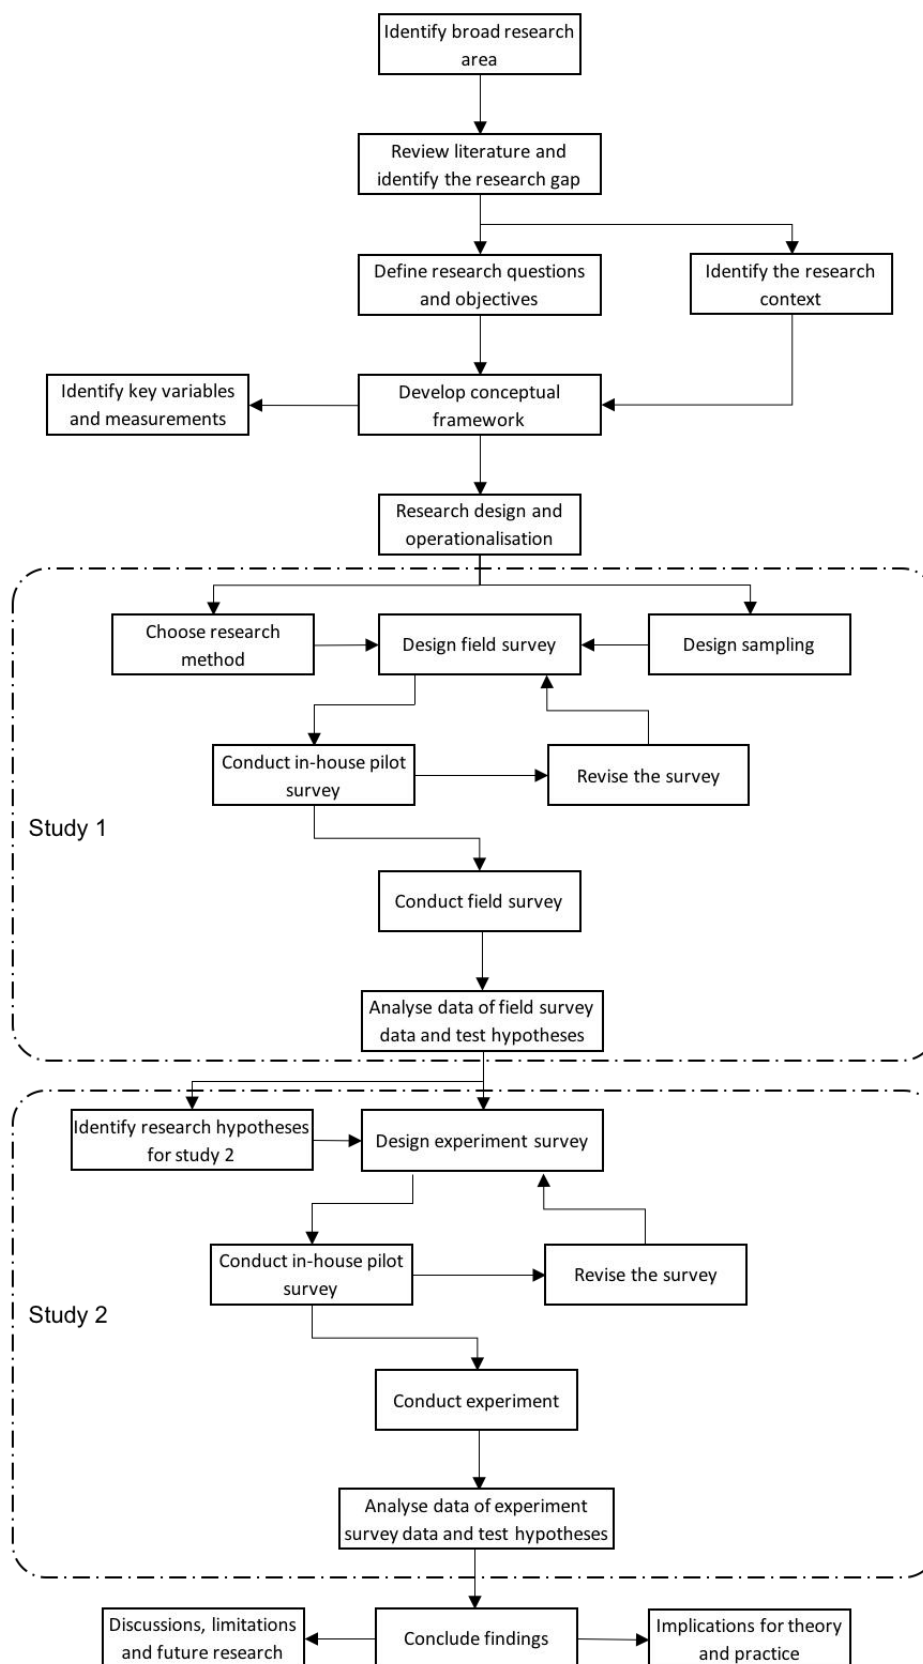 Identify broad research
area
Review literature and
identify the research gap
Define research questions
and objectives
Identify the research
context
Identify key variables
and measurements
Develop conceptual
framework
Research design and
operationalisation
Choose research
method
Design field survey
Design sampling
Conduct in-house pilot
survey
Revise the survey
Study 1
Conduct field survey
Analyse data of field survey
data and test hypotheses
Identify research hypotheses
for study 2
Design experiment survey
Conduct in-house pilot
survey
Revise the survey
Study 2
Conduct experiment
Analyse data of experiment
survey data and test hypotheses
Discussions, limitations
and future research
Conclude findings
Implications for theory
and practice